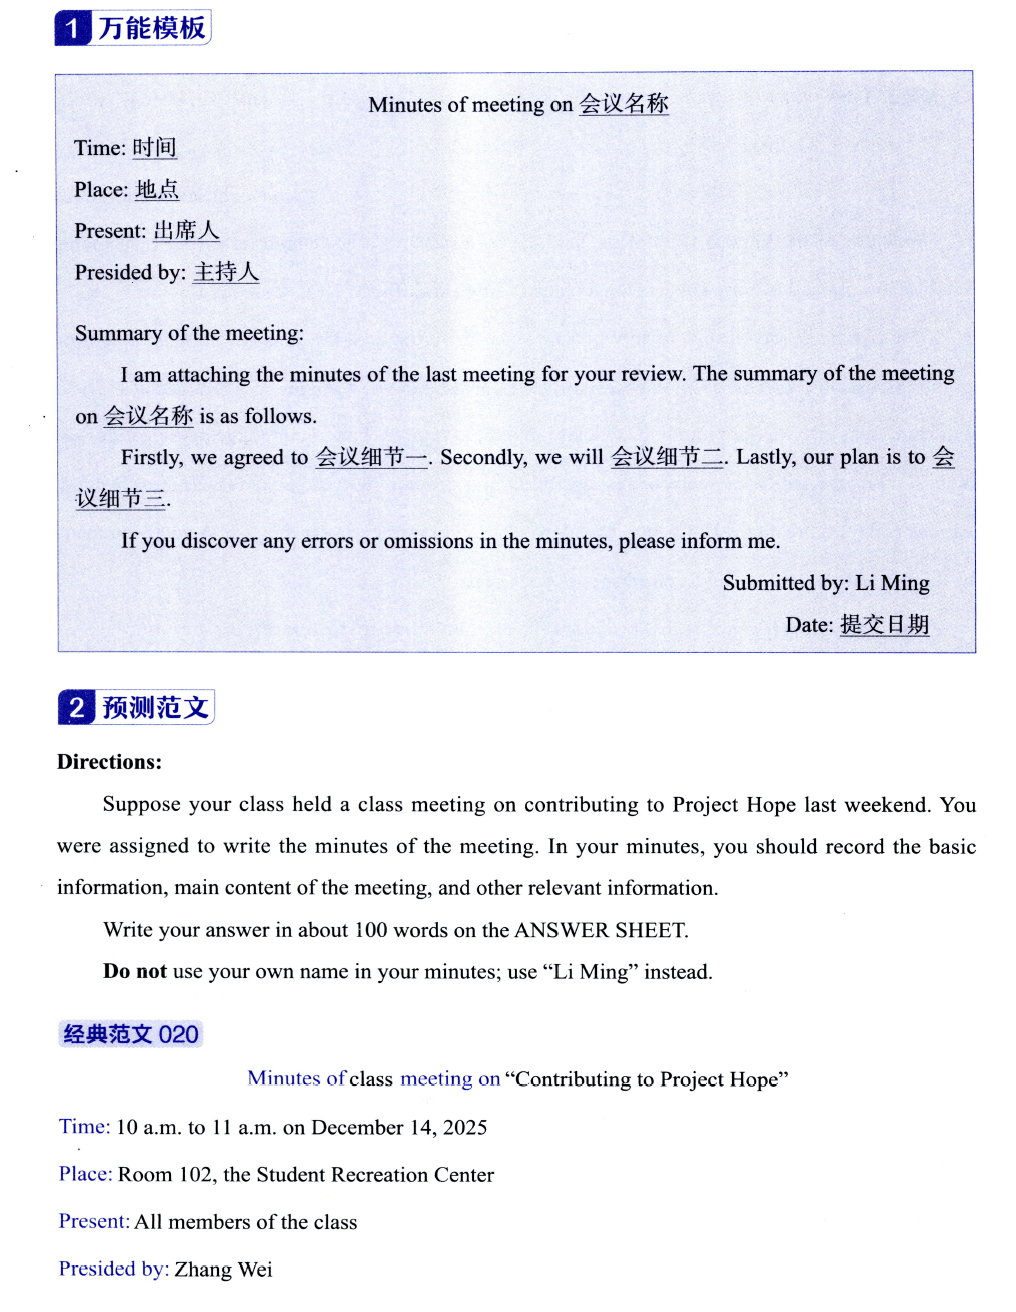 1 万能模板
Minutes of meeting on 会议名称
Time: 时间
Place: 地点
Present: 出席人
Presided by: 主持人
Summary of the meeting:
I am attaching the minutes of the last meeting for your review. The summary of the meeting
on 会议名称 is as follows.
Firstly, we agreed to 会议细节一. Secondly, we will 会议细节二. Lastly, our plan is to 会
议细节三.
If you discover any errors or omissions in the minutes, please inform me.
Submitted by: Li Ming
Date: 提交日期
2 预测范文
Directions:
Suppose your class held a class meeting on contributing to Project Hope last weekend. You
were assigned to write the minutes of the meeting. In your minutes, you should record the basic
information, main content of the meeting, and other relevant information.
Write your answer in about 100 words on the ANSWER SHEET.
Do not use your own name in your minutes; use “Li Ming” instead.
经典范文 020
Minutes of class meeting on “Contributing to Project Hope”
Time: 10 a.m. to 11 a.m. on December 14, 2025
Place: Room 102, the Student Recreation Center
Present: All members of the class
Presided by: Zhang Wei